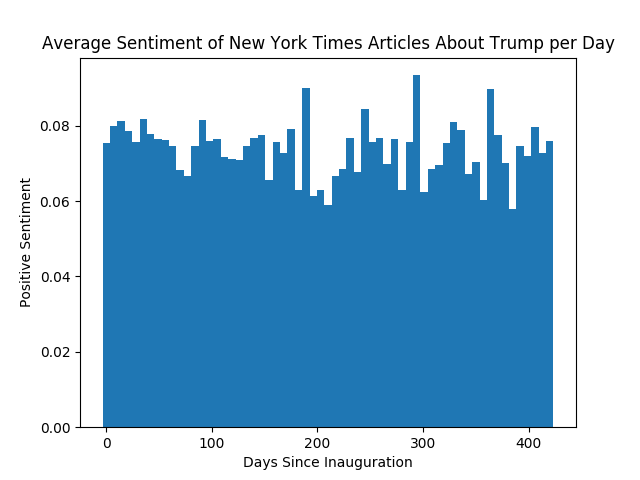 Average Sentiment of New York Times Articles About Trump per Day
0.08
0.06
0.04
0.02
0.00
Positive Sentiment
0 100 200 300 400
Days Since Inauguration